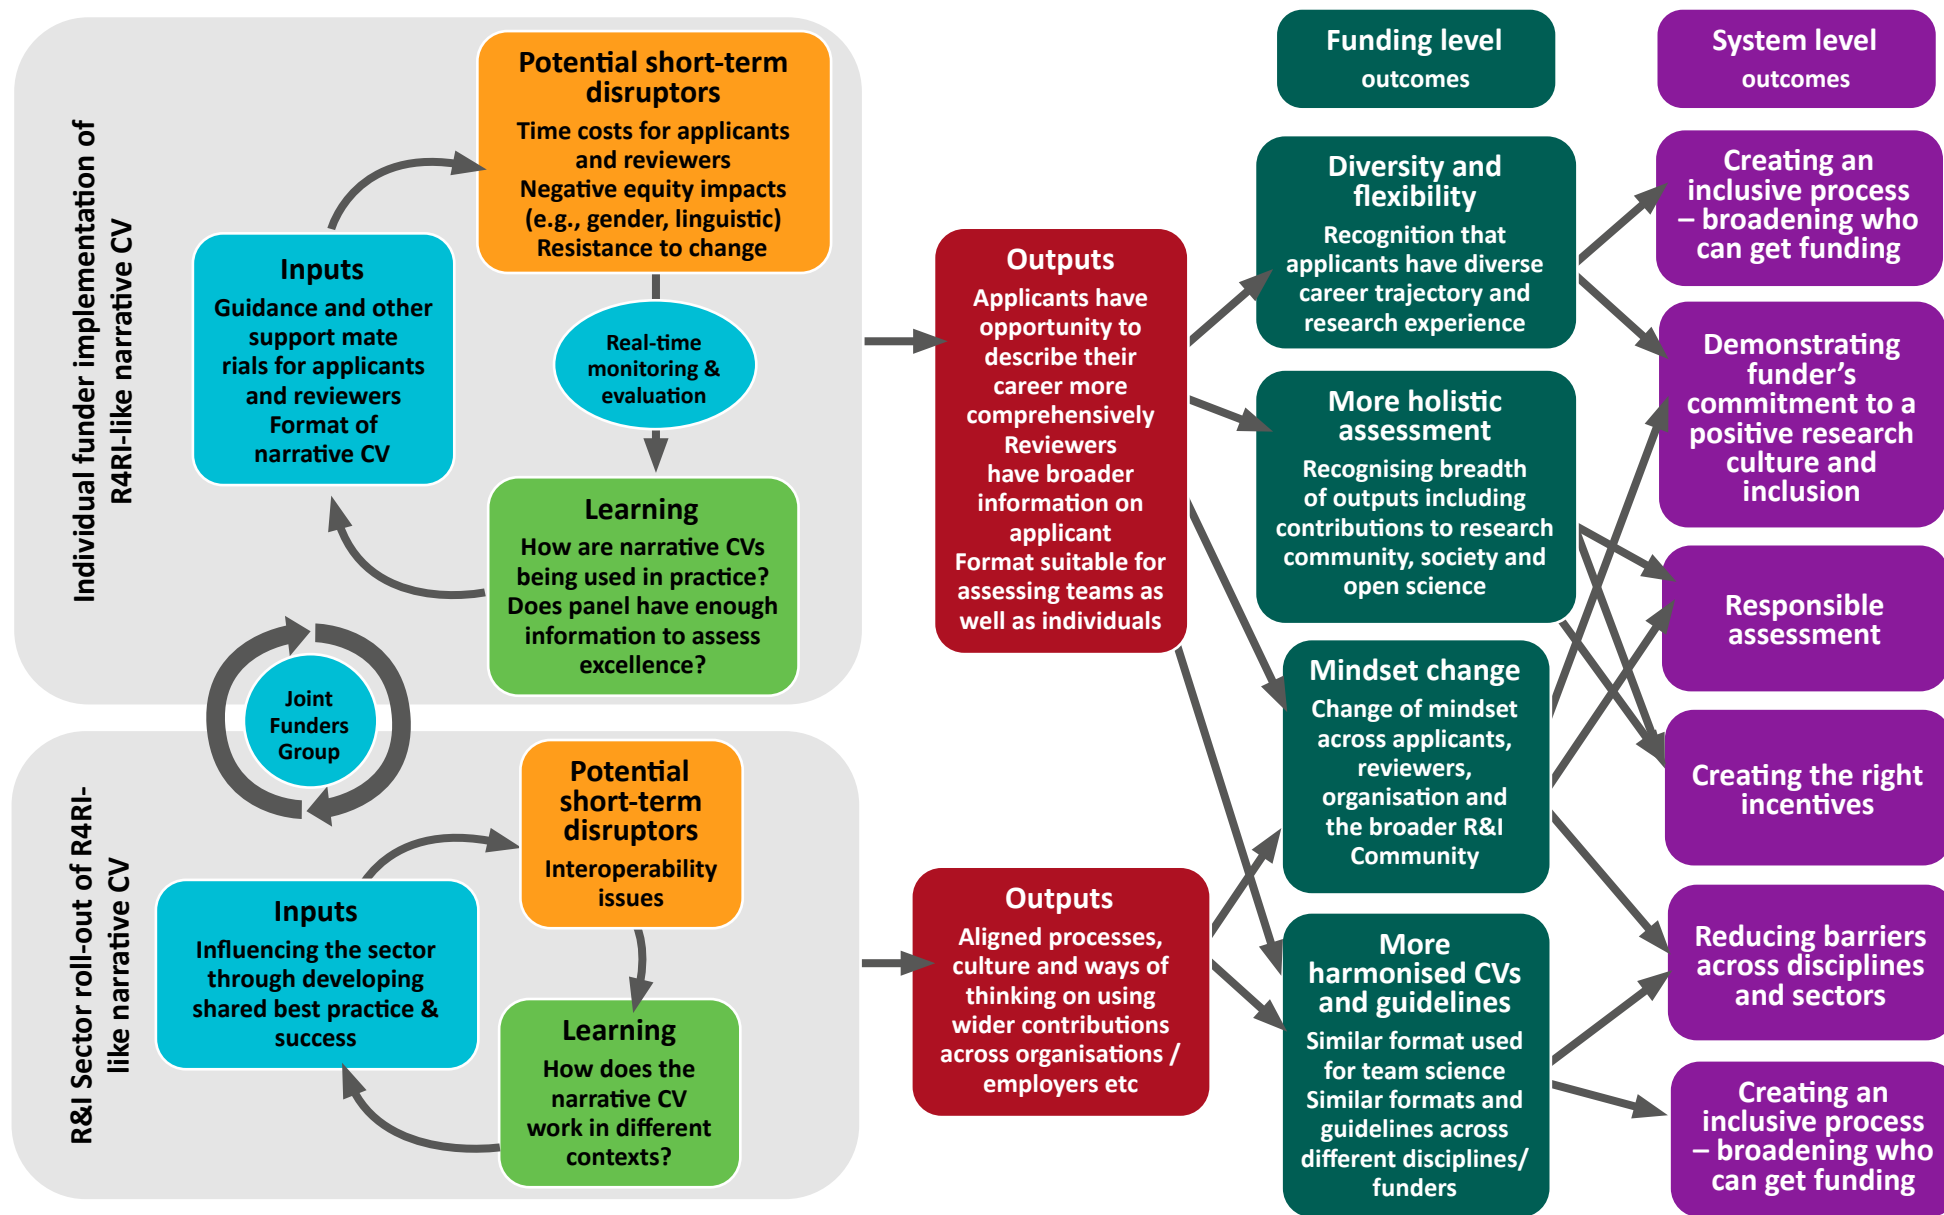 Individual funder implementation of
R4RI-like narrative CV
Potential short-term
disruptors
Time costs for applicants
and reviewers
Negative equity impacts
(e.g., gender, linguistic)
Resistance to change
Inputs
Guidance and other
support mate
rials for applicants
and reviewers
Format of
narrative CV
Real-time
monitoring &
evaluation
Learning
How are narrative CVs
being used in practice?
Does panel have enough
information to assess
excellence?
Joint
Funders
Group
R&I Sector roll-out of R4RI-
like narrative CV
Potential
short-term
disruptors
Interoperability
issues
Inputs
Influencing the sector
through developing
shared best practice &
success
Learning
How does the
narrative CV
work in different
contexts?
Outputs
Applicants have
opportunity to
describe their
career more
comprehensively
Reviewers
have broader
information on
applicant
Format suitable for
assessing teams as
well as individuals
Outputs
Aligned processes,
culture and ways of
thinking on using
wider contributions
across organisations /
employers etc
Funding level
outcomes
Diversity and
flexibility
Recognition that
applicants have diverse
career trajectory and
research experience
More holistic
assessment
Recognising breadth
of outputs including
contributions to research
community, society and
open science
Mindset change
Change of mindset
across applicants,
reviewers,
organisation and
the broader R&I
Community
More
harmonised CVs
and guidelines
Similar format used
for team science
Similar formats and
guidelines across
different disciplines/
funders
System level
outcomes
Creating an
inclusive process
– broadening who
can get funding
Demonstrating
funder’s
commitment to a
positive research
culture and
inclusion
Responsible
assessment
Creating the right
incentives
Reducing barriers
across disciplines
and sectors
Creating an
inclusive process
– broadening who
can get funding